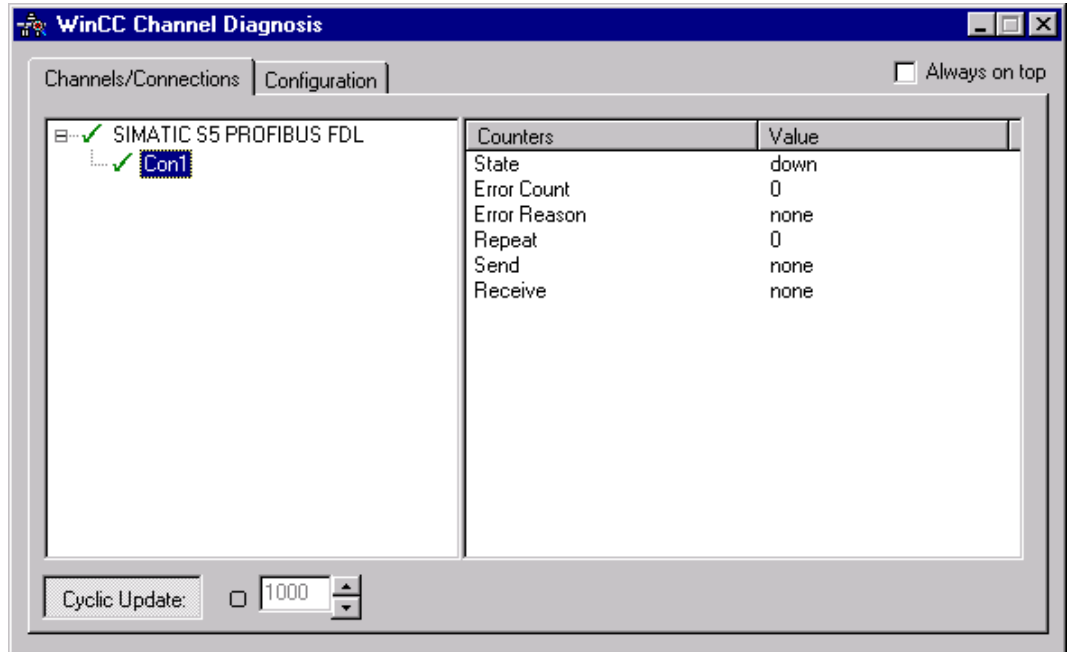 WinCC Channel Diagnosis
Channels/Connections Configuration Always on top
SIMATIC S5 PROFIBUS FDL
Con1
Counters Value
State down
Error Count 0
Error Reason none
Repeat 0
Send none
Receive none
Cyclic Update: 1000